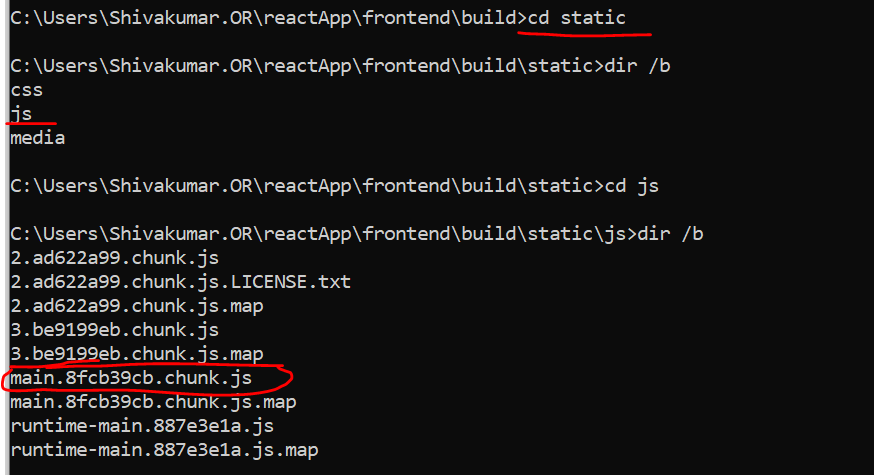 C:\Users\Shivakumar.OR\reactApp\frontend\build>cd static
C:\Users\Shivakumar.OR\reactApp\frontend\build\static>dir /b
css
js
media
C:\Users\Shivakumar.OR\reactApp\frontend\build\static>cd js
C:\Users\Shivakumar.OR\reactApp\frontend\build\static\js>dir /b
2.ad622a99.chunk.js
2.ad622a99.chunk.js.LICENSE.txt
2.ad622a99.chunk.js.map
3.be9199eb.chunk.js
3.be9199eb.chunk.js.map
main.8fcb39cb.chunk.js
main.8fcb39cb.chunk.js.map
runtime-main.887e3e1a.js
runtime-main.887e3e1a.js.map